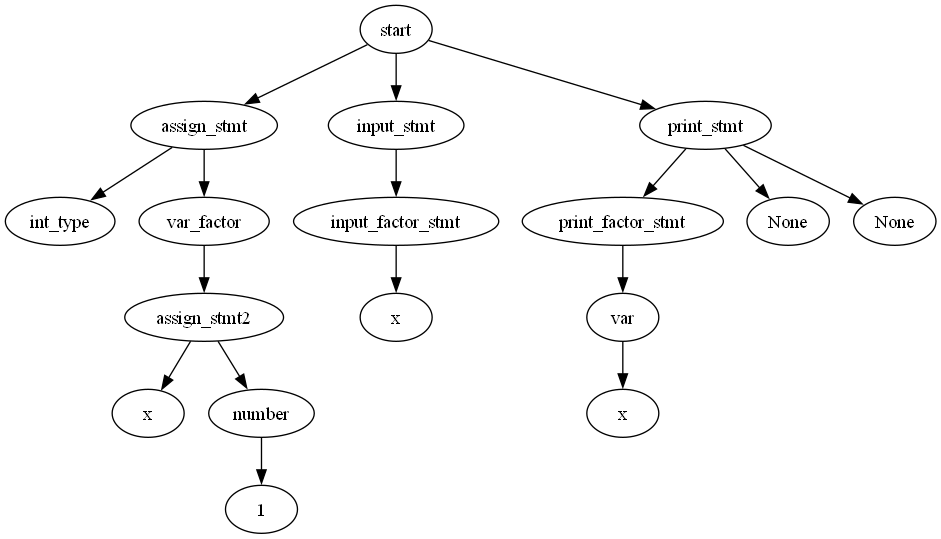 start
assign_stmt
input_stmt
print_stmt
int_type
var_factor
input_factor_stmt
print_factor_stmt
None
None
assign_stmt2
x
var
x
number
x
1